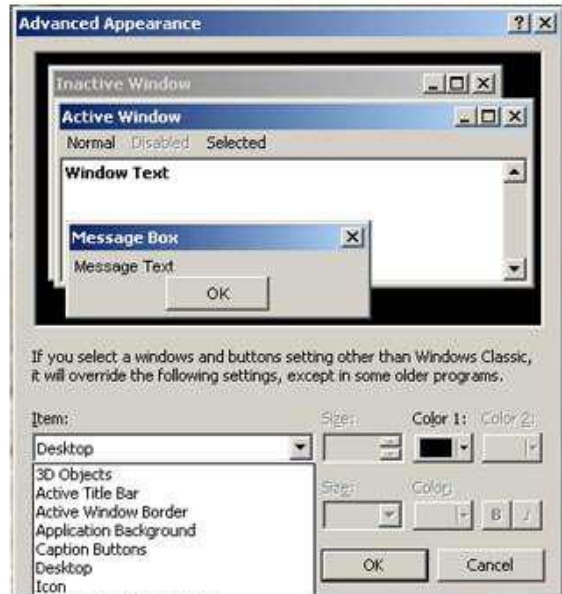 Advanced Appearance
Inactive Window
Active Window
Normal Disabled Selected
Window Text
Message Box
Message Text
OK
If you select a windows and buttons setting other than Windows Classic,
it will override the following settings, except in some older programs.
Item: Size: Color 1: Color 2:
Desktop
3D Objects
Active Title Bar
Active Window Border
Application Background
Caption Buttons
Desktop
Icon
Size: Color:
B I
OK Cancel